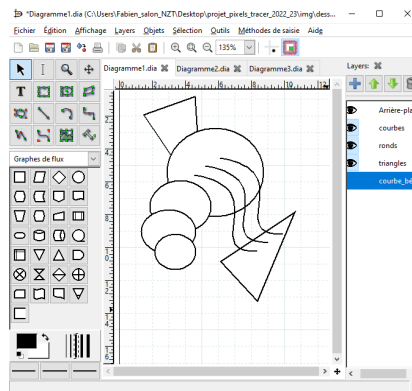 *Diagramme1.dia (C:\Users\Fabien_salon_NZT\Desktop\projet_pixels_tracer_2022_23\img\dess...
Fichier Édition Affichage Layers Objets Sélection Outils Méthodes de saisie Aide
135%
Diagramme1.dia Diagramme2.dia Diagramme3.dia Layers:
Graphes de flux
Arrière-pla
courbes
ronds
triangles
courbe_bé